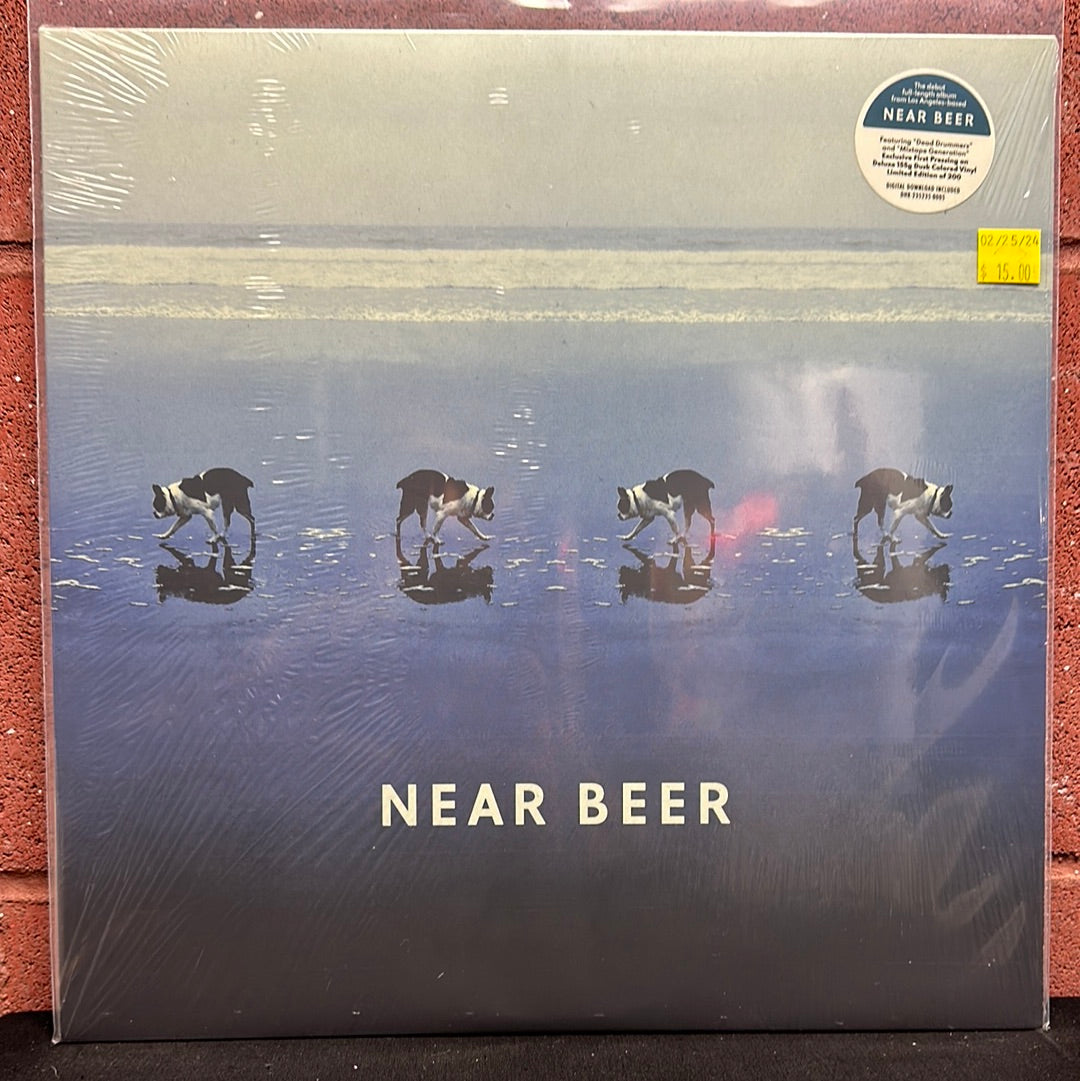 The debut
full-length album
from Los Angeles-based
NEAR BEER
Featuring "Dead Drummers"
and "Mixtape Generation"
Exclusive First Pressing on
Deluxe 155g Dusk Colored Vinyl
Limited Edition of 200
DIGITAL DOWNLOAD INCLUDED
02/25/24
$ 15.00
NEAR BEER